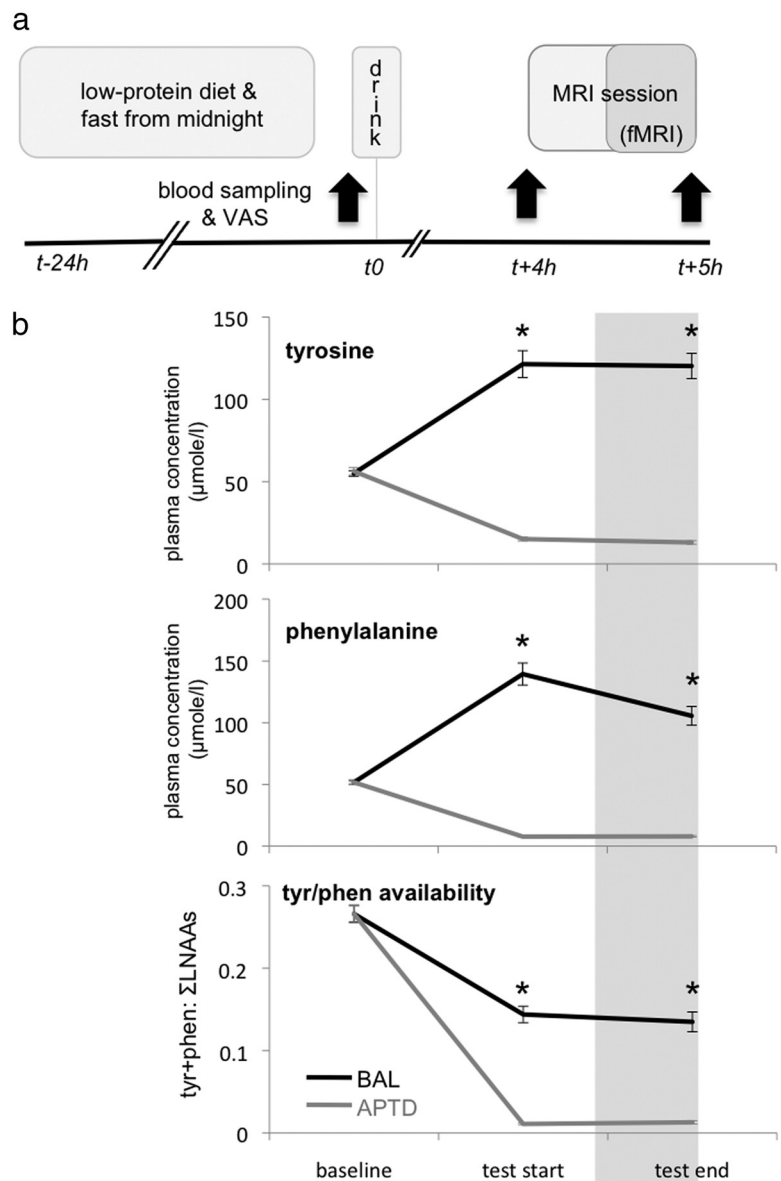 a
low-protein diet &
fast from midnight
drink
MRI session
(fMRI)
blood sampling
& VAS
t-24h
t0
t+4h
t+5h
b
tyrosine
plasma concentration
(µmole/l)
150
100
50
0
*
*
phenylalanine
plasma concentration
(µmole/l)
200
150
100
50
0
*
*
tyr/phen availability
tyr+phen: ΣLNAAs
0.3
0.2
0.1
0
*
*
BAL
APTD
baseline
test start
test end